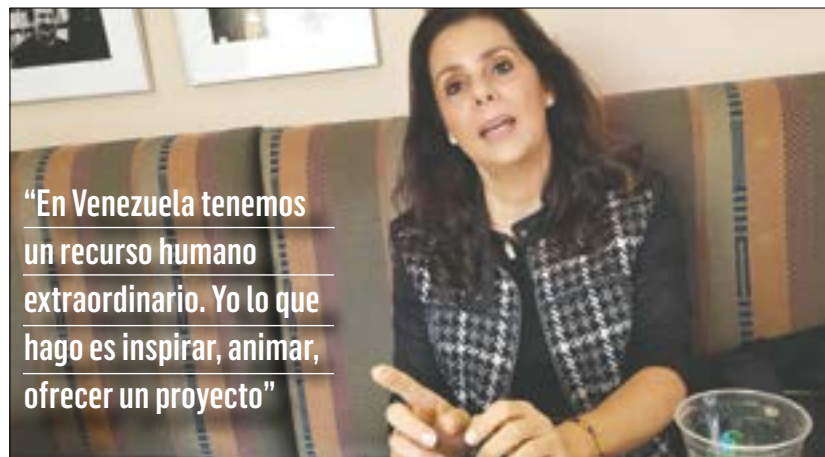 “En Venezuela tenemos
un recurso humano
extraordinario. Yo lo que
hago es inspirar, animar,
ofrecer un proyecto”